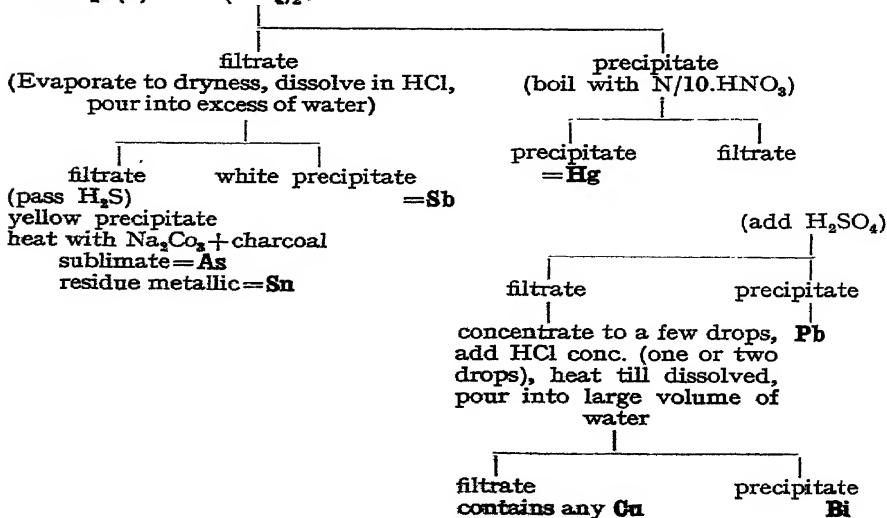 filtrate
(Evaporate to dryness, dissolve in HCl,
pour into excess of water)
precipitate
(boil with N/10.HNO₃)
filtrate
(pass H₂S)
yellow precipitate
heat with Na₂Co₃+charcoal
sublimate=As
residue metallic=Sn
white precipitate
=Sb
precipitate
=Hg
filtrate
(add H₂SO₄)
filtrate
concentrate to a few drops,
add HCl conc. (one or two
drops), heat till dissolved,
pour into large volume of
water
precipitate
Pb
filtrate
contains any Cu
precipitate
Bi